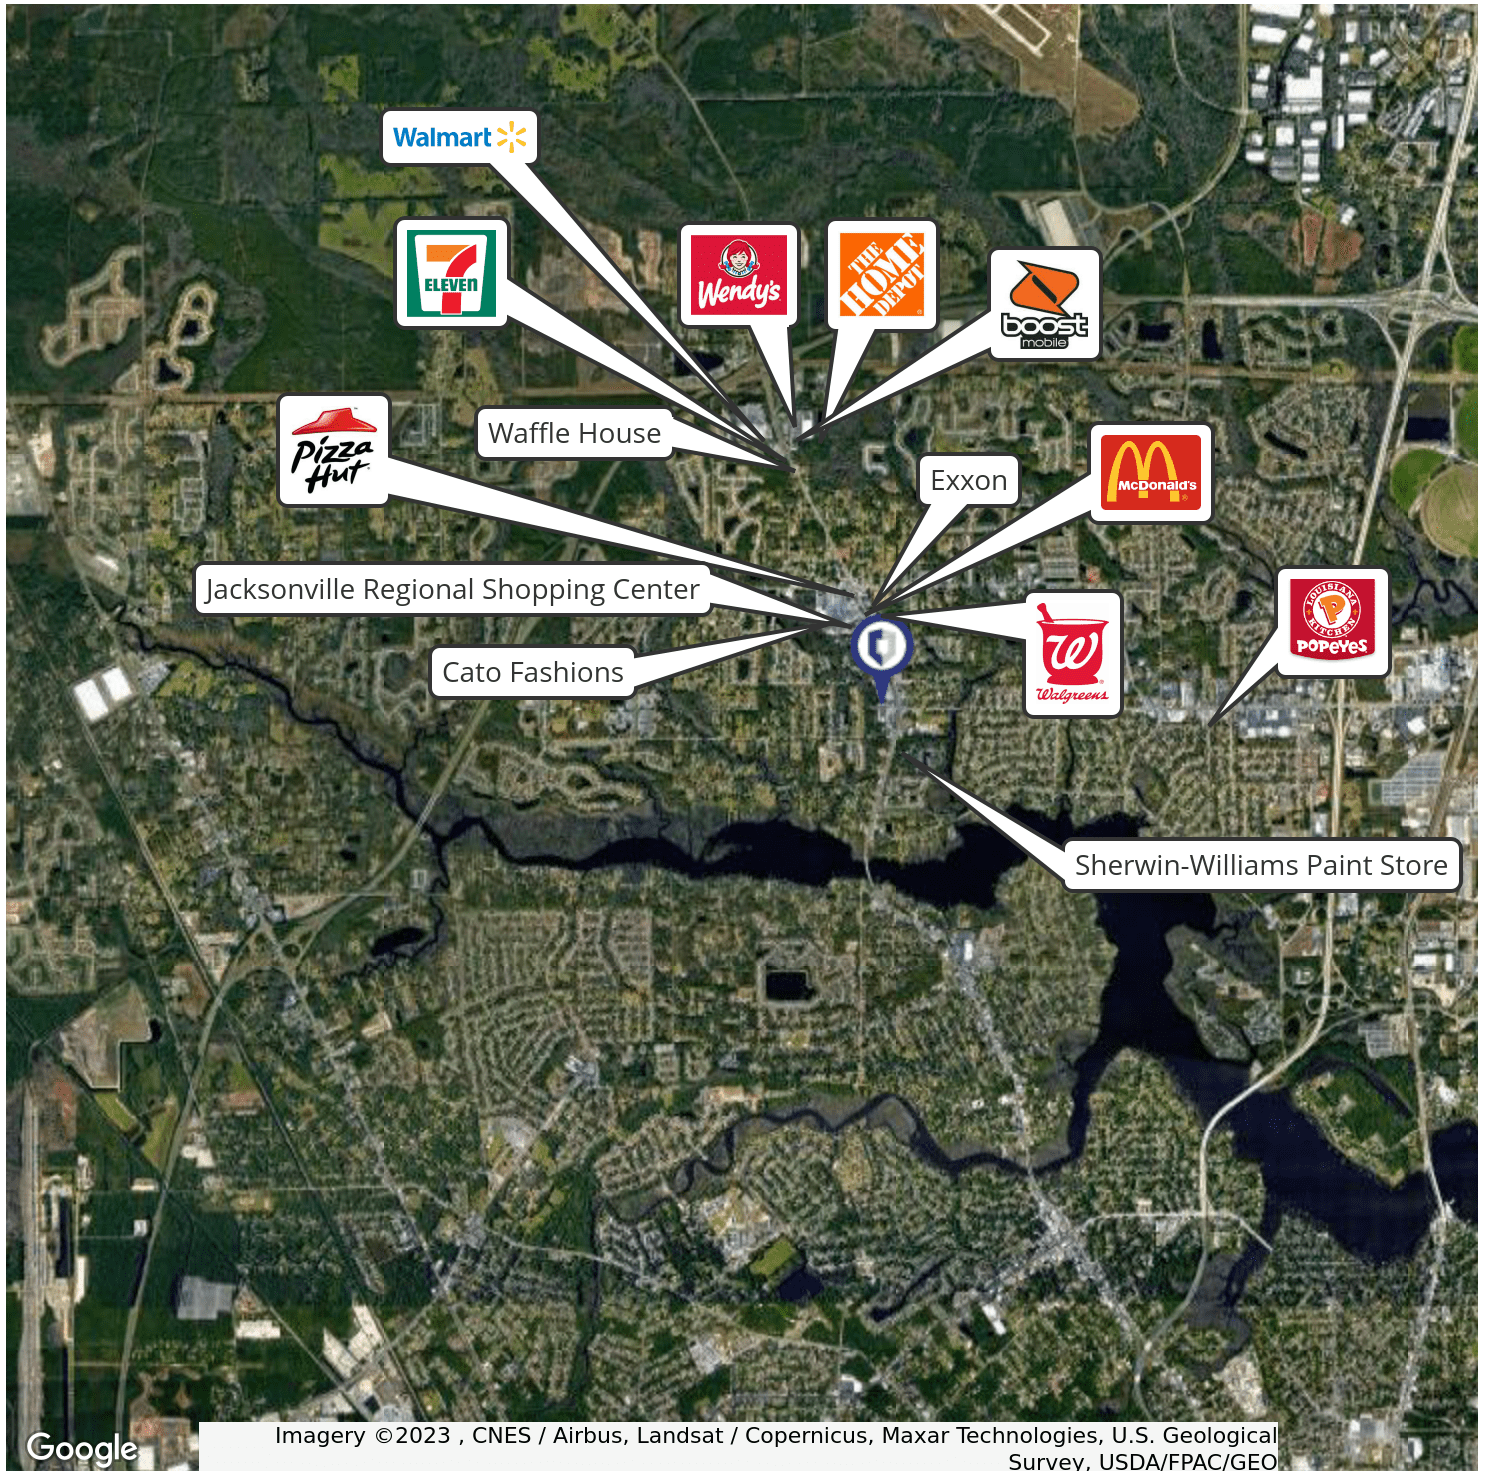 Walmart
7
ELEVEN
Wendy's
THE
HOME
DEPOT
boost
mobile
Pizza
Hut
Waffle House
Exxon
McDonald's
Jacksonville Regional Shopping Center
LOUISIANA
P
KITCHEN
POPEYES
Cato Fashions
W
Walgreens
Sherwin-Williams Paint Store
Google
Imagery ©2023 , CNES / Airbus, Landsat / Copernicus, Maxar Technologies, U.S. Geological
Survey, USDA/FPAC/GEO